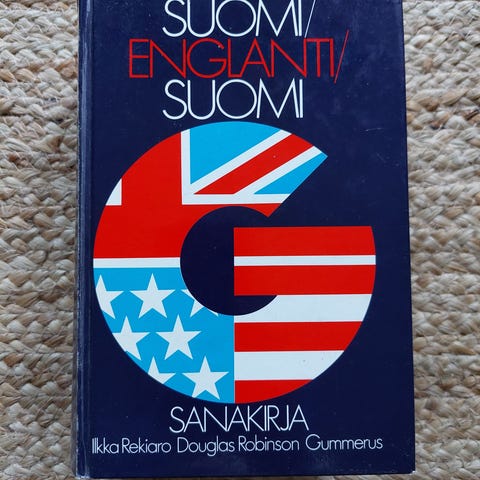 SUOMI/
ENGLANTI/
SUOMI
G
SANAKIRJA
Ilkka Rekiaro Douglas Robinson Gummerus